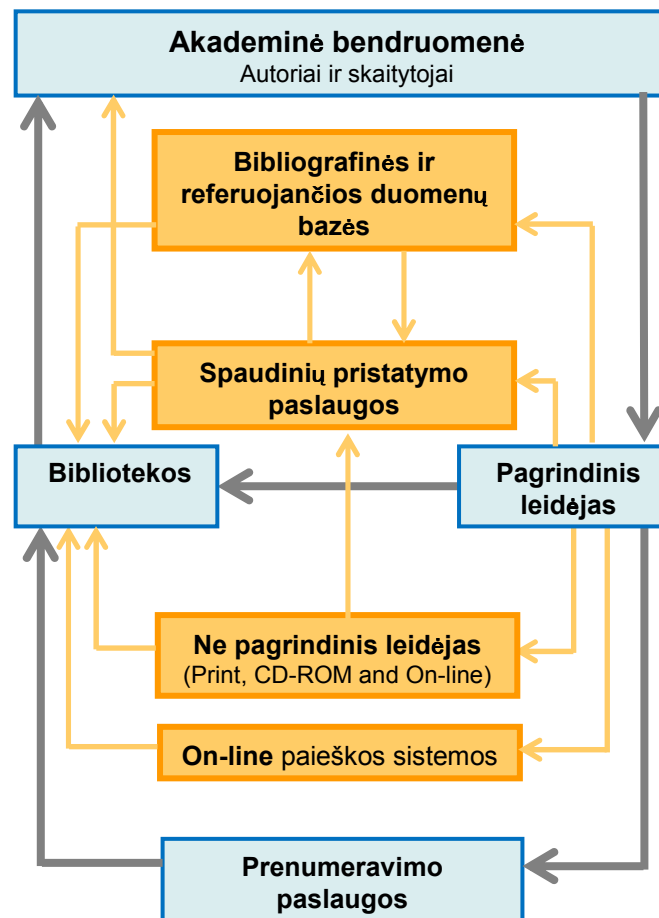 Akademinė bendruomenė
Autoriai ir skaitytojai
Bibliografinės ir
referuojančios duomenų
bazės
Spaudinių pristatymo
paslaugos
Bibliotekos
Pagrindinis
leidėjas
Ne pagrindinis leidėjas
(Print, CD-ROM and On-line)
On-line paieškos sistemos
Prenumeravimo
paslaugos